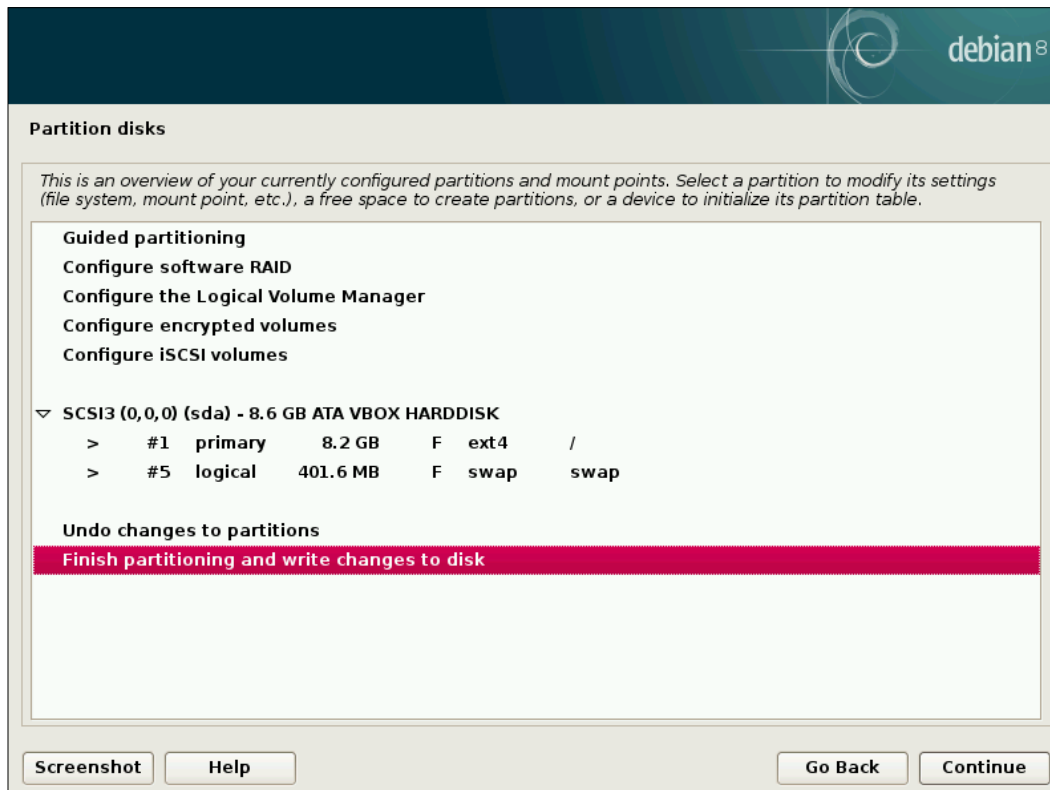 debian 8
Partition disks
This is an overview of your currently configured partitions and mount points. Select a partition to modify its settings
(file system, mount point, etc.), a free space to create partitions, or a device to initialize its partition table.
Guided partitioning
Configure software RAID
Configure the Logical Volume Manager
Configure encrypted volumes
Configure iSCSI volumes
SCSI3 (0,0,0) (sda) - 8.6 GB ATA VBOX HARDDISK
> #1 primary 8.2 GB F ext4 /
> #5 logical 401.6 MB F swap swap
Undo changes to partitions
Finish partitioning and write changes to disk
Screenshot Help Go Back Continue